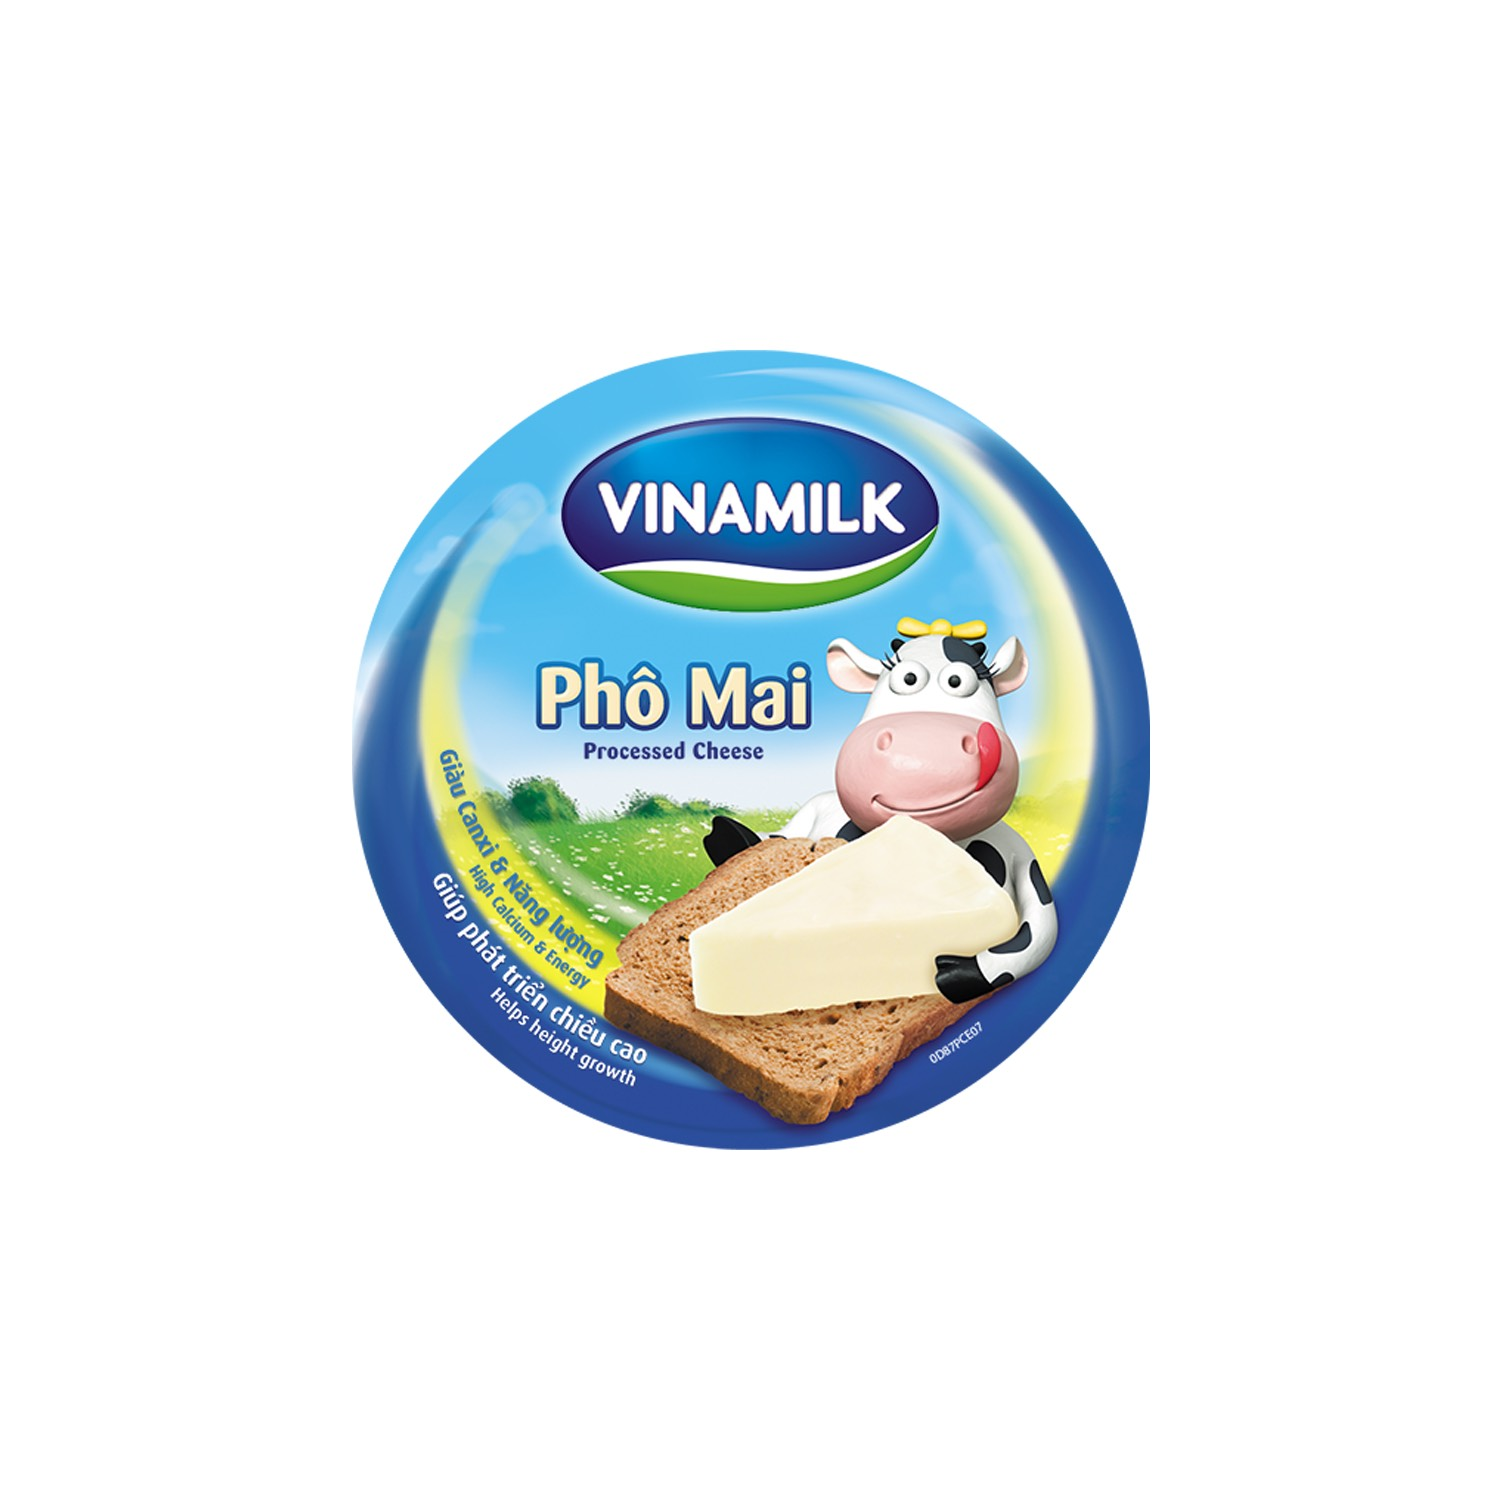 VINAMILK
Phô Mai
Processed Cheese
Giàu Canxi & Năng lượng
High Calcium & Energy
Giúp phát triển chiều cao
Helps height growth
0D87PCE07